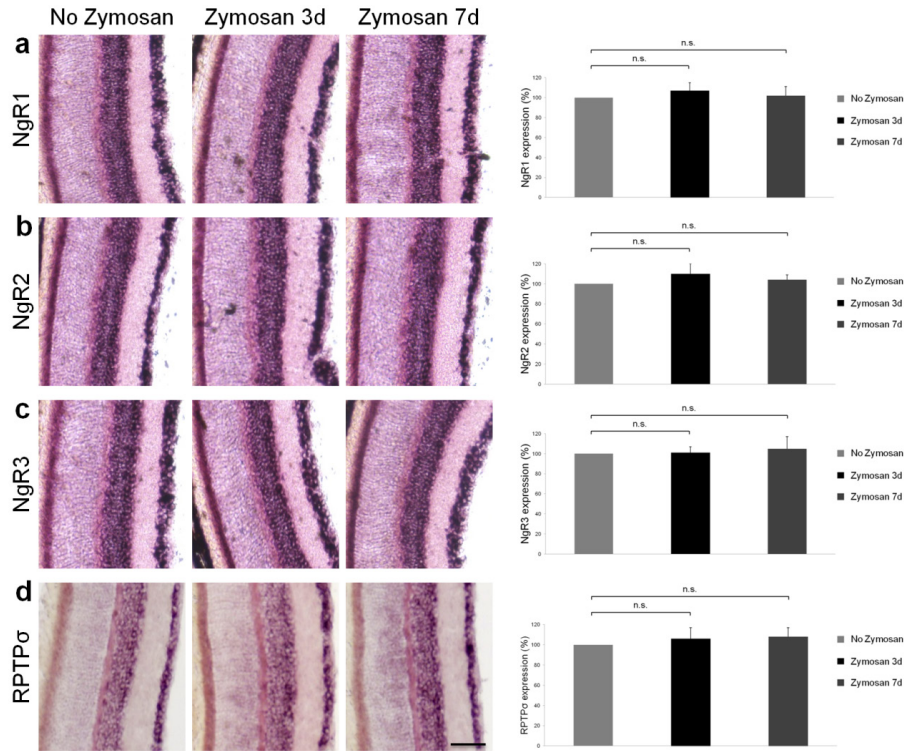 No Zymosan Zymosan 3d Zymosan 7d
a
NgR1
n.s.
n.s.
NgR1 expression (%)
120
100
80
60
40
20
0
No Zymosan
Zymosan 3d
Zymosan 7d
b
NgR2
n.s.
n.s.
NgR2 expression (%)
120
100
80
60
40
20
0
No Zymosan
Zymosan 3d
Zymosan 7d
c
NgR3
n.s.
n.s.
NgR3 expression (%)
120
100
80
60
40
20
0
No Zymosan
Zymosan 3d
Zymosan 7d
d
RPTPσ
n.s.
n.s.
RPTPσ expression (%)
120
100
80
60
40
20
0
No Zymosan
Zymosan 3d
Zymosan 7d